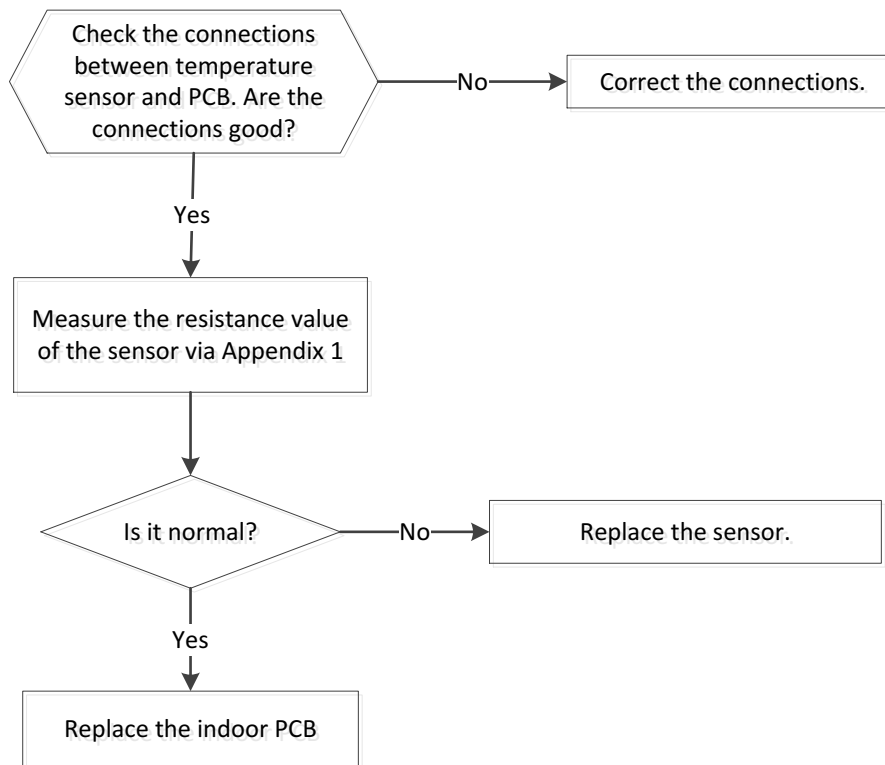 Check the connections
between temperature
sensor and PCB. Are the
connections good?
No
Correct the connections.
Yes
Measure the resistance value
of the sensor via Appendix 1
Is it normal?
No
Replace the sensor.
Yes
Replace the indoor PCB